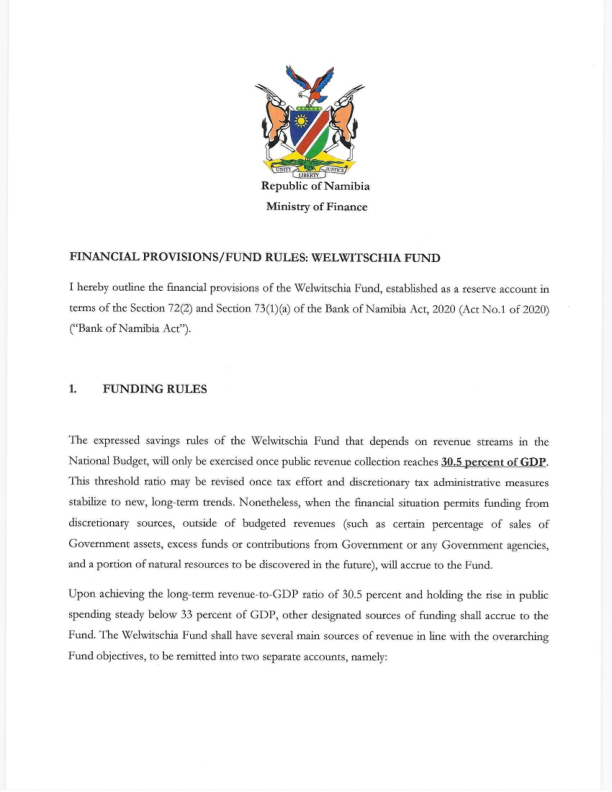 UNITY LIBERTY JUSTICE
Republic of Namibia
Ministry of Finance
FINANCIAL PROVISIONS/FUND RULES: WELWITSCHIA FUND
I hereby outline the financial provisions of the Welwitschia Fund, established as a reserve account in
terms of the Section 72(2) and Section 73(1)(a) of the Bank of Namibia Act, 2020 (Act No.1 of 2020)
(“Bank of Namibia Act”).
1. FUNDING RULES
The expressed savings rules of the Welwitschia Fund that depends on revenue streams in the
National Budget, will only be exercised once public revenue collection reaches 30.5 percent of GDP.
This threshold ratio may be revised once tax effort and discretionary tax administrative measures
stabilize to new, long-term trends. Nonetheless, when the financial situation permits funding from
discretionary sources, outside of budgeted revenues (such as certain percentage of sales of
Government assets, excess funds or contributions from Government or any Government agencies,
and a portion of natural resources to be discovered in the future), will accrue to the Fund.
Upon achieving the long-term revenue-to-GDP ratio of 30.5 percent and holding the rise in public
spending steady below 33 percent of GDP, other designated sources of funding shall accrue to the
Fund. The Welwitschia Fund shall have several main sources of revenue in line with the overarching
Fund objectives, to be remitted into two separate accounts, namely: